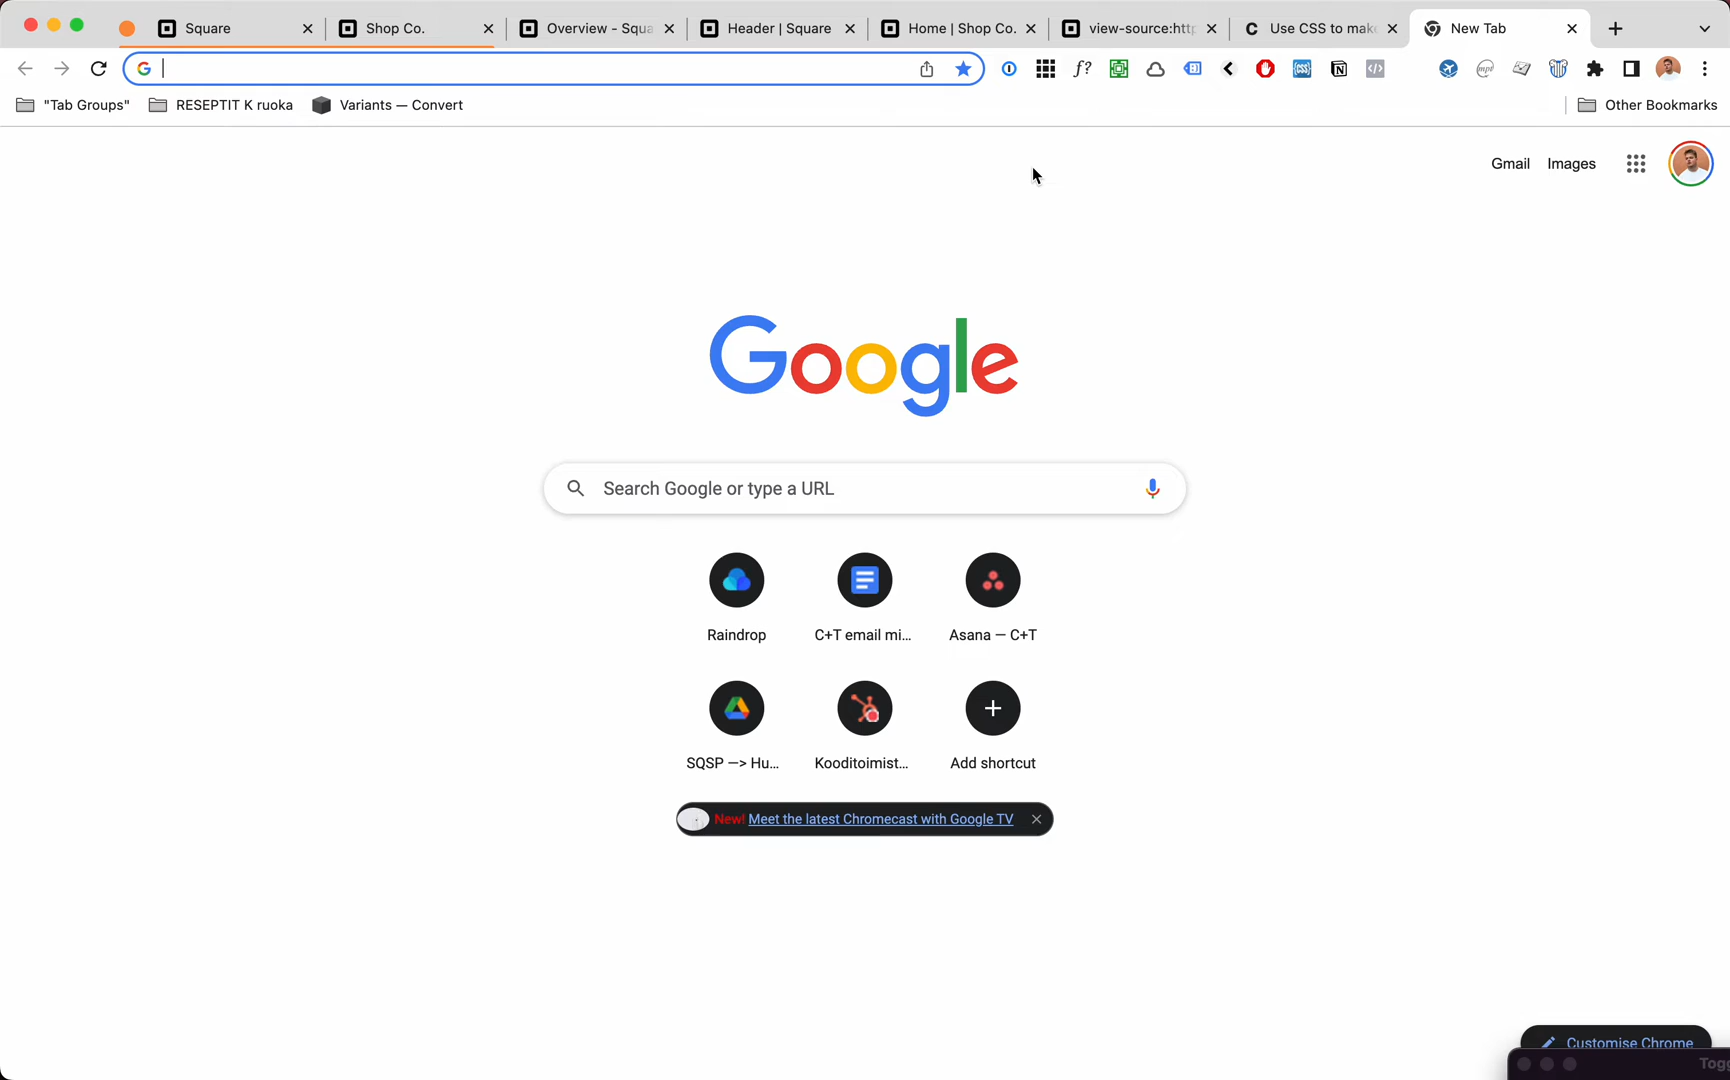 Square
Shop Co.
Overview - Squa
Header | Square
Home | Shop Co.
view-source:http
Use CSS to make
New Tab
"Tab Groups"
RESEPTIT K ruoka
Variants — Convert
Other Bookmarks
Gmail
Images
Google
Search Google or type a URL
Raindrop
C+T email mi...
Asana — C+T
SQSP —> Hu...
Kooditoimist...
Add shortcut
New! Meet the latest Chromecast with Google TV
Customise Chrome
Togg